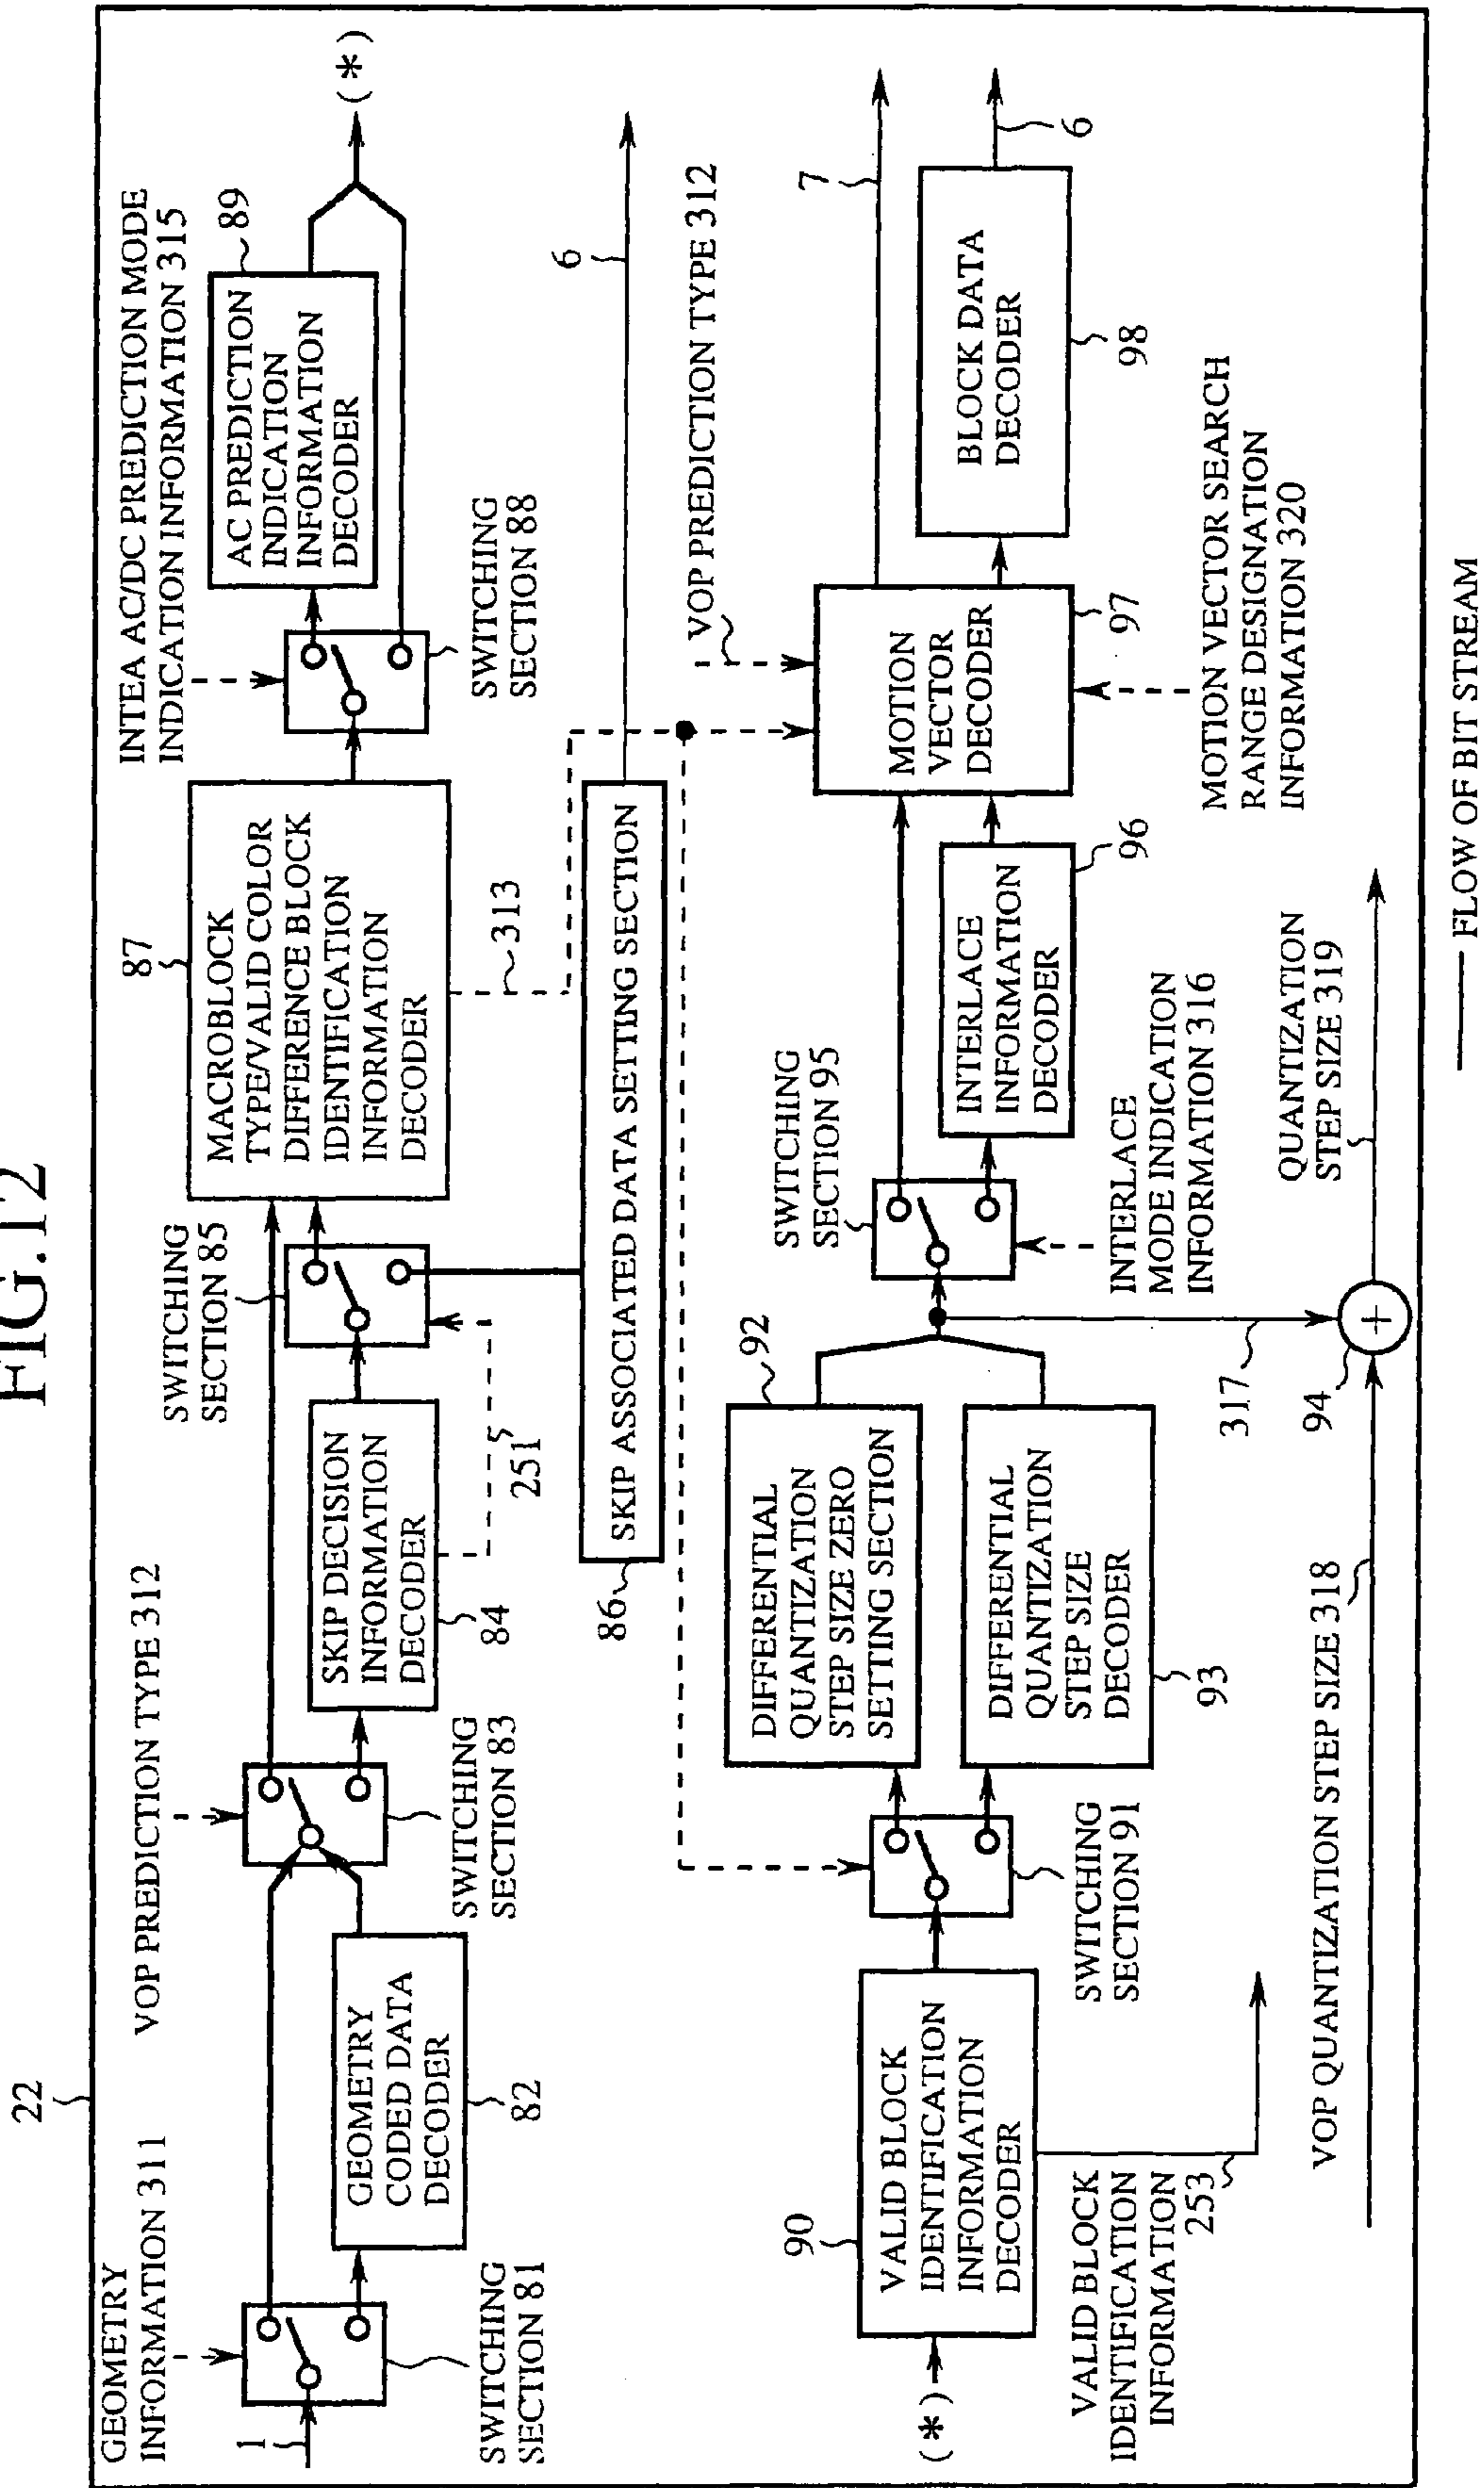 FIG.12
22
GEOMETRY
INFORMATION 311
VOP PREDICTION TYPE 312
1
SWITCHING
SECTION 81
GEOMETRY
CODED DATA
DECODER
82
SWITCHING
SECTION 83
SKIP DECISION
INFORMATION
DECODER
84
251
SWITCHING
SECTION 85
87
MACROBLOCK
TYPE/VALID COLOR
DIFFERENCE BLOCK
IDENTIFICATION
INFORMATION
DECODER
313
INTEA AC/DC PREDICTION MODE
INDICATION INFORMATION 315
SWITCHING
SECTION 88
89
AC PREDICTION
INDICATION
INFORMATION
DECODER
(*)
86
SKIP ASSOCIATED DATA SETTING SECTION
6
(*)
90
VALID BLOCK
IDENTIFICATION
INFORMATION
DECODER
VALID BLOCK
IDENTIFICATION
INFORMATION
253
SWITCHING
SECTION 91
92
DIFFERENTIAL
QUANTIZATION
STEP SIZE ZERO
SETTING SECTION
DIFFERENTIAL
QUANTIZATION
STEP SIZE
DECODER
93
317
94
+
VOP QUANTIZATION STEP SIZE 318
QUANTIZATION
STEP SIZE 319
SWITCHING
SECTION 95
INTERLACE
MODE INDICATION
INFORMATION 316
INTERLACE
INFORMATION
DECODER
96
VOP PREDICTION TYPE 312
MOTION
VECTOR
DECODER
97
MOTION VECTOR SEARCH
RANGE DESIGNATION
INFORMATION 320
7
BLOCK DATA
DECODER
98
6
FLOW OF BIT STREAM